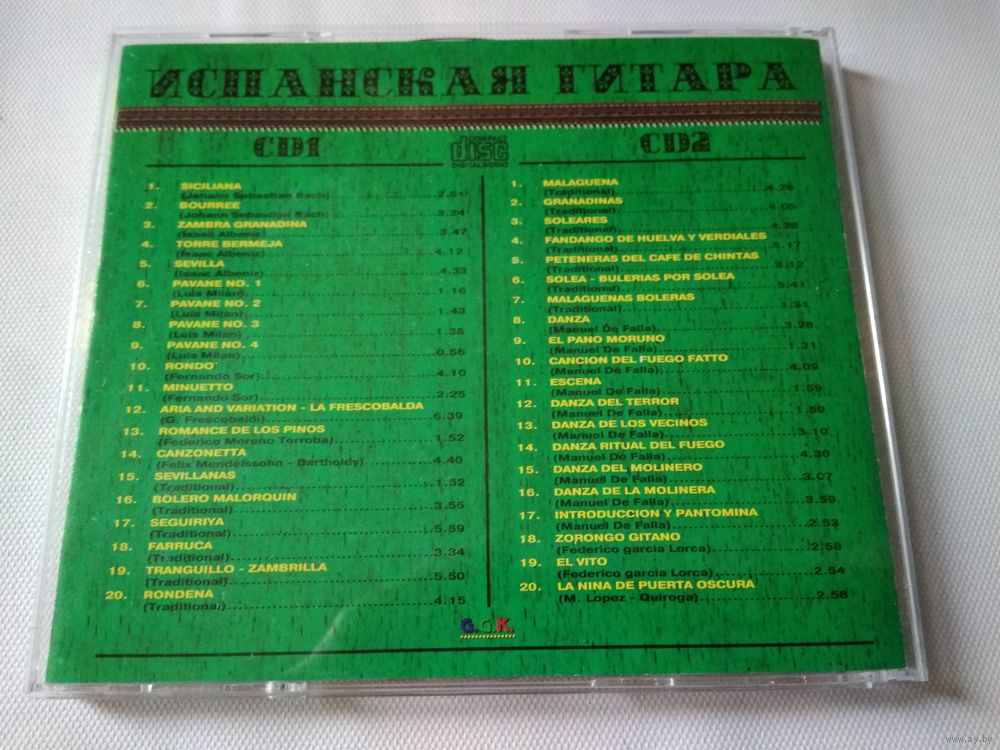 ИСПАНСКАЯ ГИТАРА
CD1
COMPACT
disc
DIGITAL AUDIO
CD2
1. SICILIANA
(Johann Sebastian Bach) 2.51
2. BOURREE
(Johann Sebastian Bach) 3.24
3. ZAMBRA GRANADINA
(Isaac Albeniz) 3.47
4. TORRE BERMEJA
(Isaac Albeniz) 4.12
5. SEVILLA
(Isaac Albeniz) 4.33
6. PAVANE NO. 1
(Luis Milan) 1.16
7. PAVANE NO. 2
(Luis Milan) 1.43
8. PAVANE NO. 3
(Luis Milan) 1.38
9. PAVANE NO. 4
(Luis Milan) 0.56
10. RONDO'
(Fernando Sor) 4.10
11. MINUETTO
(Fernando Sor) 2.25
12. ARIA AND VARIATION - LA FRESCOBALDA
(G. Frescobaldi) 6.39
13. ROMANCE DE LOS PINOS
(Federico Moreno Torroba) 1.52
14. CANZONETTA
(Felix Mendelssohn - Bartholdy) 4.40
15. SEVILLANAS
(Traditional) 1.52
16. BOLERO MALORQUIN
(Traditional) 3.55
17. SEGUIRIYA
(Traditional) 5.59
18. FARRUCA
(Traditional) 3.34
19. TRANGUILLO - ZAMBRILLA
(Traditional) 5.50
20. RONDENA
(Traditional) 4.15
1. MALAGUENA
(Traditional) 4.26
2. GRANADINAS
(Traditional) 4.05
3. SOLEARES
(Traditional) 4.26
4. FANDANGO DE HUELVA Y VERDIALES
(Traditional) 5.17
5. PETENERAS DEL CAFE DE CHINTAS
(Traditional) 3.12
6. SOLEA - BULERIAS POR SOLEA
(Traditional) 5.41
7. MALAGUENAS BOLERAS
(Traditional) 1.31
8. DANZA
(Manuel De Falla) 3.28
9. EL PANO MORUNO
(Manuel De Falla) 1.31
10. CANCION DEL FUEGO FATTO
(Manuel De Falla) 4.09
11. ESCENA
(Manuel De Falla) 1.59
12. DANZA DEL TERROR
(Manuel De Falla) 1.59
13. DANZA DE LOS VECINOS
(Manuel De Falla) 3.10
14. DANZA RITUAL DEL FUEGO
(Manuel De Falla) 4.30
15. DANZA DEL MOLINERO
(Manuel De Falla) 3.07
16. DANZA DE LA MOLINERA
(Manuel De Falla) 3.59
17. INTRODUCCION Y PANTOMINA
(Manuel De Falla) 2.53
18. ZORONGO GITANO
(Federico garcia Lorca) 2.58
19. EL VITO
(Federico garcia Lorca) 2.54
20. LA NINA DE PUERTA OSCURA
(M. Lopez - Quiroga) 2.56
G.J.K.
www.ay.by